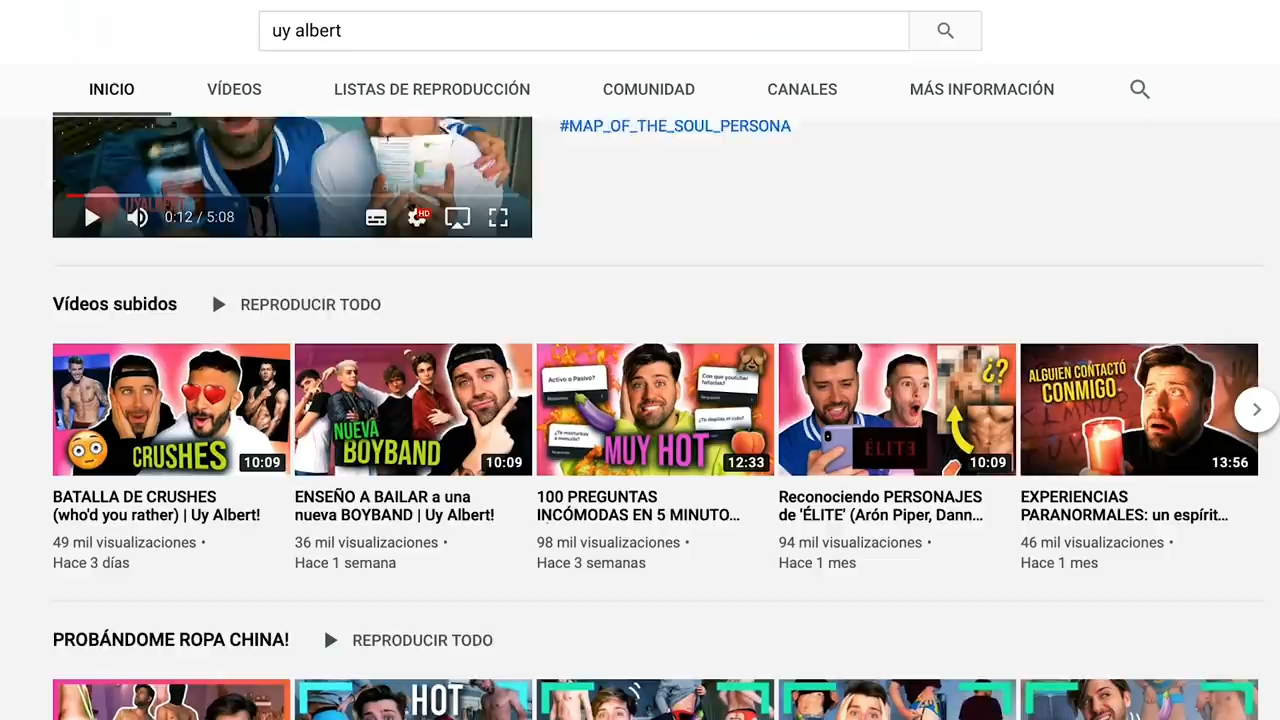 uy albert
INICIO
VÍDEOS
LISTAS DE REPRODUCCIÓN
COMUNIDAD
CANALES
MÁS INFORMACIÓN
#MAP_OF_THE_SOUL_PERSONA
0:12 / 5:08
HD
Vídeos subidos
REPRODUCIR TODO
CRUSHES
10:09
NUEVA
BOYBAND
10:09
Activo o Pasivo?
MUY HOT
12:33
¿?
ÉLITE
10:09
ALGUIEN CONTACTÓ
CONMIGO
13:56
BATALLA DE CRUSHES
(who'd you rather) | Uy Albert!
49 mil visualizaciones •
Hace 3 días
ENSEÑO A BAILAR a una
nueva BOYBAND | Uy Albert!
36 mil visualizaciones •
Hace 1 semana
100 PREGUNTAS
INCÓMODAS EN 5 MINUTO...
98 mil visualizaciones •
Hace 3 semanas
Reconociendo PERSONAJES
de 'ÉLITE' (Arón Piper, Dann...
94 mil visualizaciones •
Hace 1 mes
EXPERIENCIAS
PARANORMALES: un espírit...
46 mil visualizaciones •
Hace 1 mes
PROBÁNDOME ROPA CHINA!
REPRODUCIR TODO
HOT